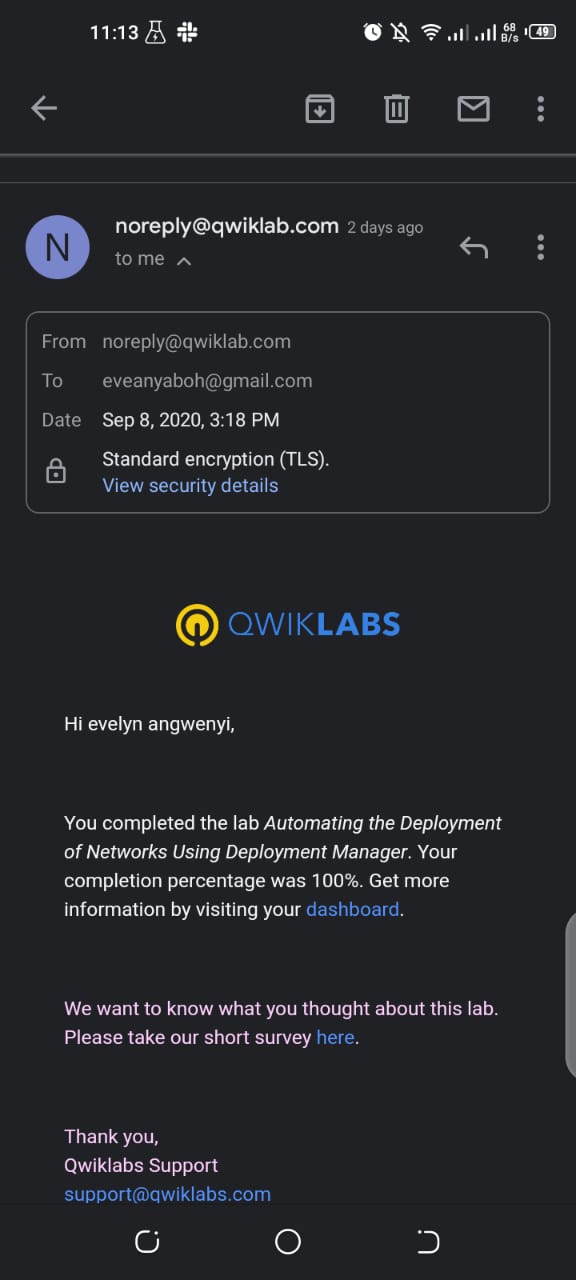 11:13 68 B/s 49
N
noreply@qwiklab.com 2 days ago
to me
From noreply@qwiklab.com
To eveanyaboh@gmail.com
Date Sep 8, 2020, 3:18 PM
Standard encryption (TLS).
View security details
QWIKLABS
Hi evelyn angwenyi,
You completed the lab Automating the Deployment
of Networks Using Deployment Manager. Your
completion percentage was 100%. Get more
information by visiting your dashboard.
We want to know what you thought about this lab.
Please take our short survey here.
Thank you,
Qwiklabs Support
support@qwiklabs.com